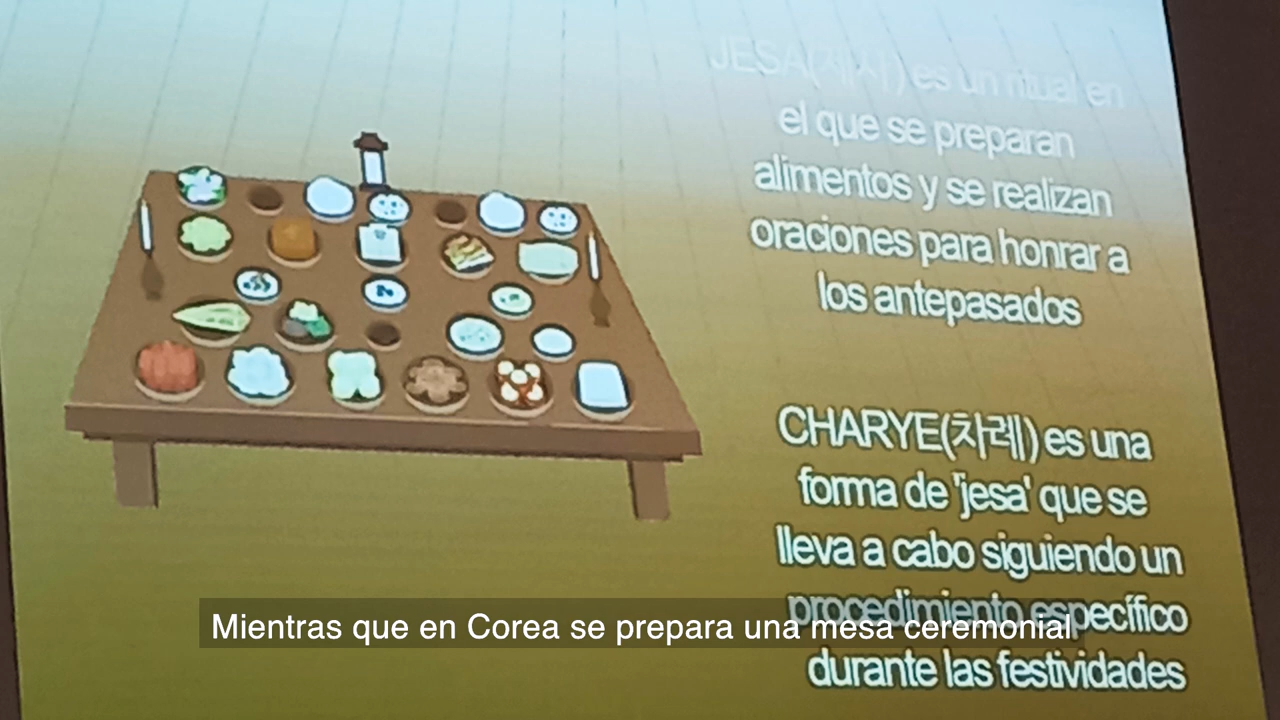 JESA(제사) es un ritual en
el que se preparan
alimentos y se realizan
oraciones para honrar a
los antepasados
CHARYE(차례) es una
forma de 'jesa' que se
lleva a cabo siguiendo un
procedimiento específico
durante las festividades
Mientras que en Corea se prepara una mesa ceremonial